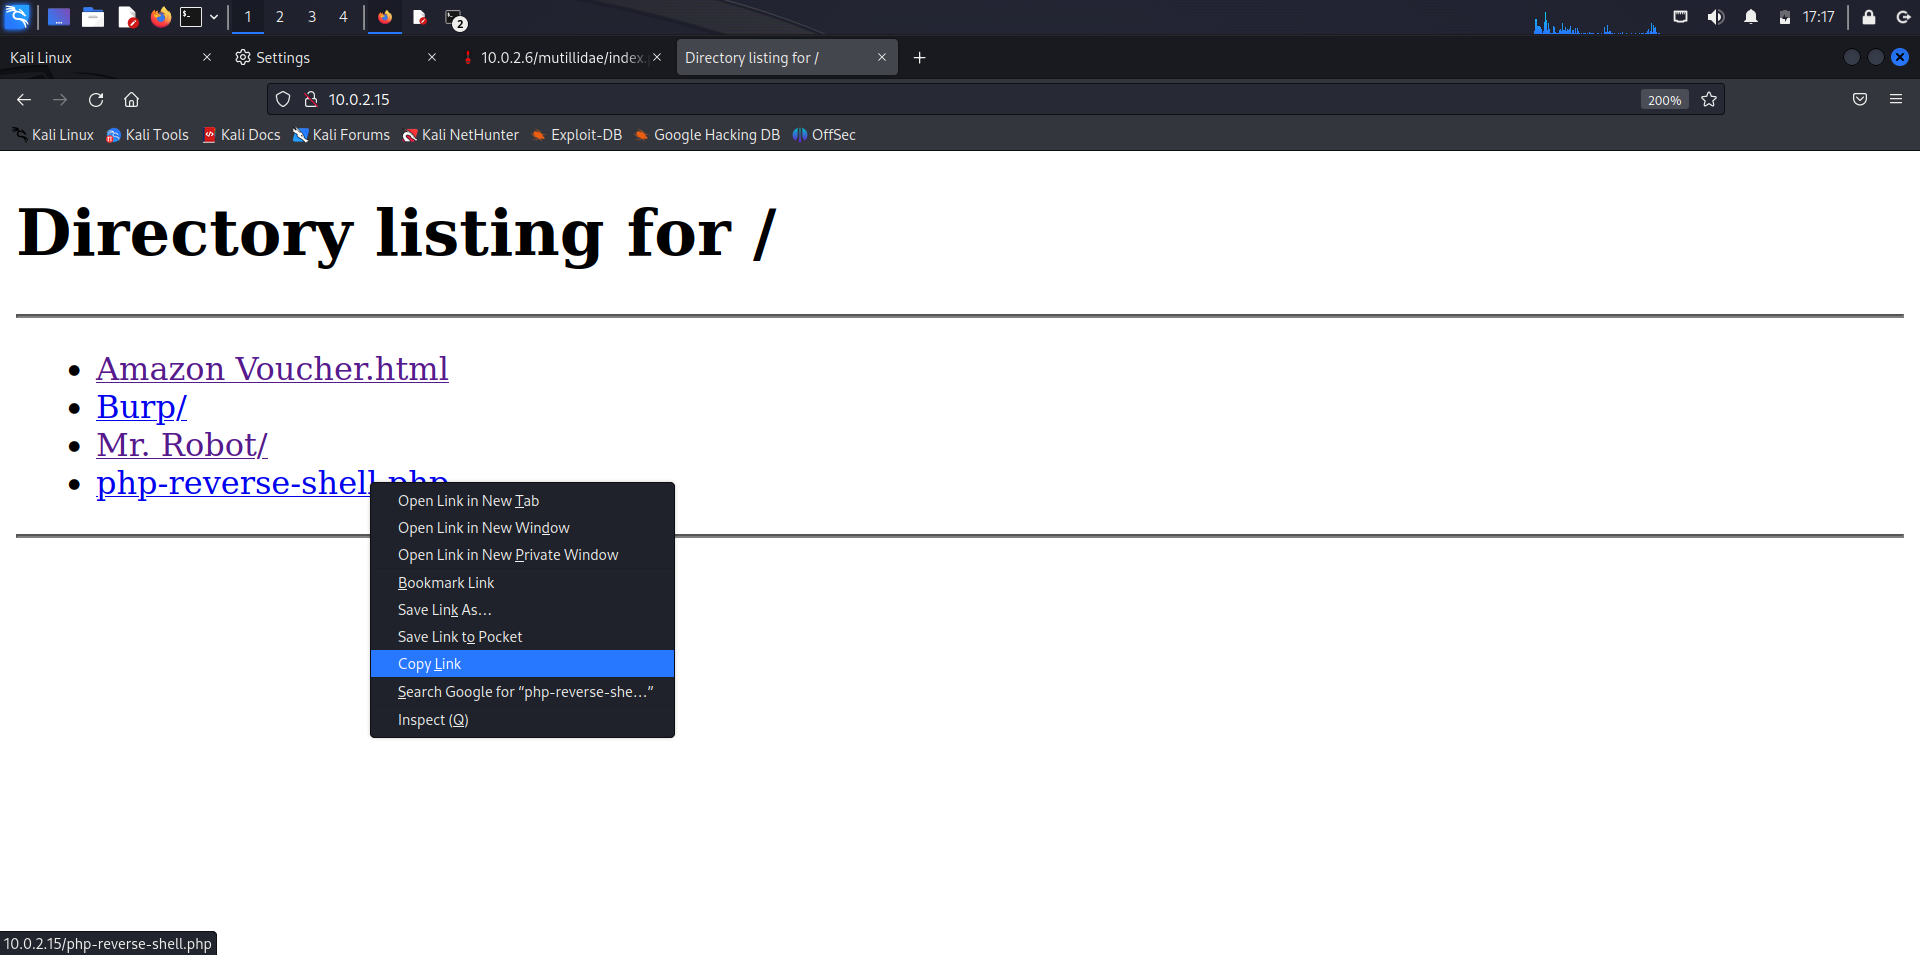 1 2 3 4 2 17:17
Kali Linux Settings 10.0.2.6/mutillidae/index. Directory listing for /
10.0.2.15 200%
Kali Linux Kali Tools Kali Docs Kali Forums Kali NetHunter Exploit-DB Google Hacking DB OffSec
Directory listing for /
Amazon Voucher.html
Burp/
Mr. Robot/
php-reverse-shell.php
Open Link in New Tab
Open Link in New Window
Open Link in New Private Window
Bookmark Link
Save Link As…
Save Link to Pocket
Copy Link
Search Google for “php-reverse-she…”
Inspect (Q)
10.0.2.15/php-reverse-shell.php